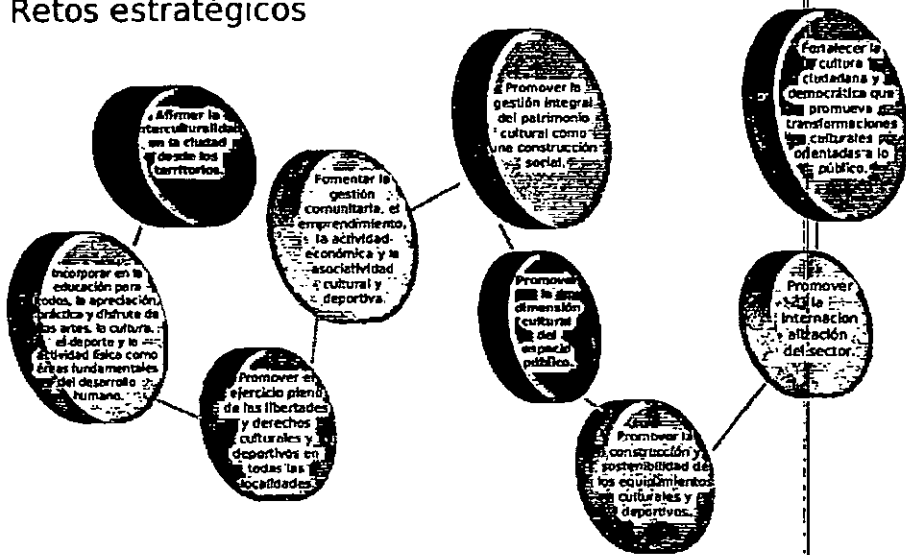 Retos estratégicos
Afirmar la
interculturalidad
en la ciudad
desde los
territorios.
Incorporar en la
educación para
todos, la apreciación,
práctica y disfrute de
las artes, la cultura,
el deporte y la
actividad física como
áreas fundamentales
del desarrollo
humano.
Promover el
ejercicio pleno
de las libertades
y derechos
culturales y
deportivos en
todas las
localidades
Fomentar la
gestión
comunitaria, el
emprendimiento,
la actividad
económica y la
asociatividad
cultural y
deportiva.
Promover la
gestión integral
del patrimonio
cultural como
una construcción
social.
Promover
la
dimensión
cultural
del
espacio
público.
Promover la
construcción y
sostenibilidad de
los equipamientos
culturales y
deportivos.
Promover
la
internacion
alización
del sector.
Fortalecer la
cultura
ciudadana y
democrática que
promueva
transformaciones
culturales
orientadas a lo
público.